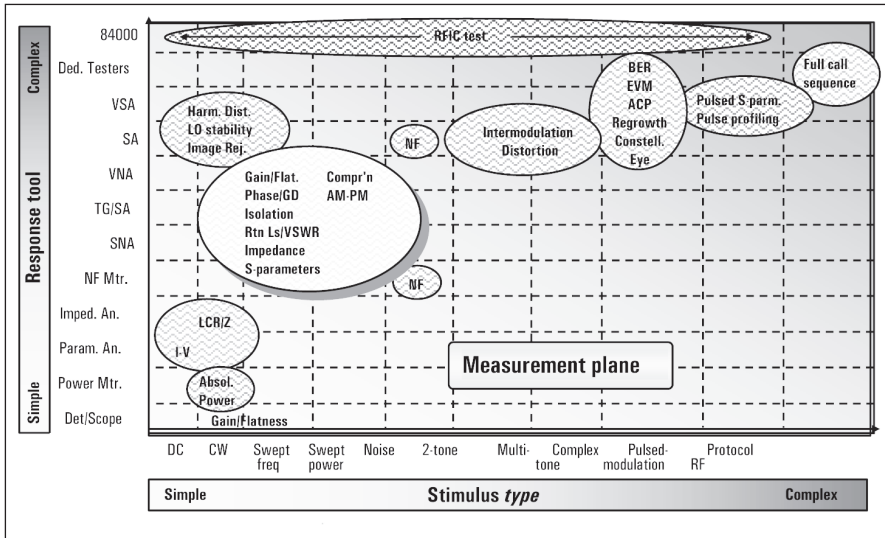 84000
Ded. Testers
VSA
SA
VNA
TG/SA
SNA
NF Mtr.
Imped. An.
Param. An.
Power Mtr.
Det/Scope
Complex
Response tool
Simple
RFIC test
Full call
sequence
BER
EVM
ACP
Regrowth
Constell.
Eye
Pulsed S parm.
Pulse profiling
Harm. Dist.
LO stability
Image Rej.
NF
Intermodulation
Distortion
Gain/Flat. Compr'n
Phase/GD AM-PM
Isolation
Rtn Ls/VSWR
Impedance
S-parameters
NF
LCR/Z
I-V
Absol.
Power
Gain/Flatness
Measurement plane
DC CW Swept Swept Noise 2-tone Multi- Complex Pulsed- Protocol
freq power tone modulation RF
Simple Stimulus type Complex